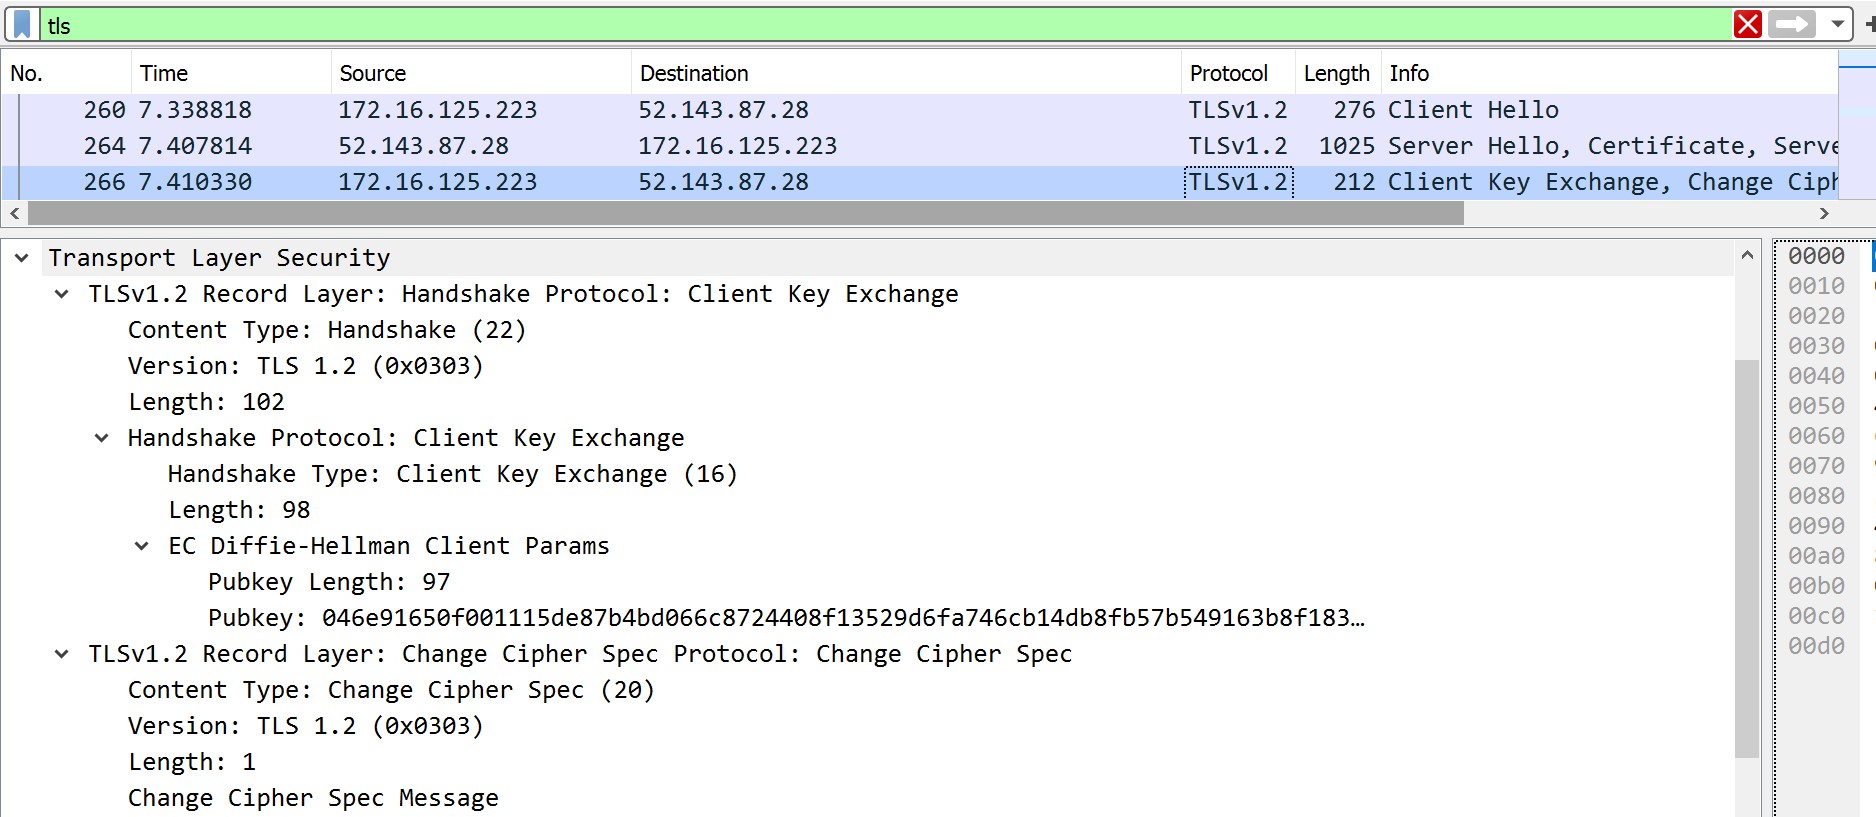 tls
No. Time Source Destination Protocol Length Info
260 7.338818 172.16.125.223 52.143.87.28 TLSv1.2 276 Client Hello
264 7.407814 52.143.87.28 172.16.125.223 TLSv1.2 1025 Server Hello, Certificate, Serve
266 7.410330 172.16.125.223 52.143.87.28 TLSv1.2 212 Client Key Exchange, Change Ciph
Transport Layer Security
TLSv1.2 Record Layer: Handshake Protocol: Client Key Exchange
Content Type: Handshake (22)
Version: TLS 1.2 (0x0303)
Length: 102
Handshake Protocol: Client Key Exchange
Handshake Type: Client Key Exchange (16)
Length: 98
EC Diffie-Hellman Client Params
Pubkey Length: 97
Pubkey: 046e91650f001115de87b4bd066c8724408f13529d6fa746cb14db8fb57b549163b8f183…
TLSv1.2 Record Layer: Change Cipher Spec Protocol: Change Cipher Spec
Content Type: Change Cipher Spec (20)
Version: TLS 1.2 (0x0303)
Length: 1
Change Cipher Spec Message
0000
0010
0020
0030
0040
0050
0060
0070
0080
0090
00a0
00b0
00c0
00d0